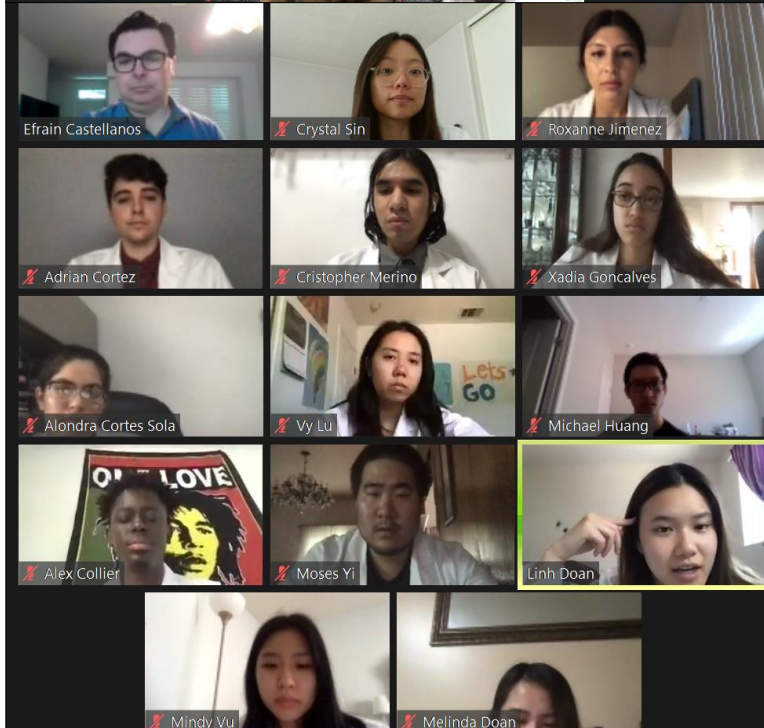 Efrain Castellanos
Crystal Sin
Roxanne Jimenez
Adrian Cortez
Cristopher Merino
Xadia Goncalves
Alondra Cortes Sola
Vy Lu
Lets
GO
Michael Huang
LOVE
Alex Collier
Moses Yi
Linh Doan
Mindy Vu
Melinda Doan